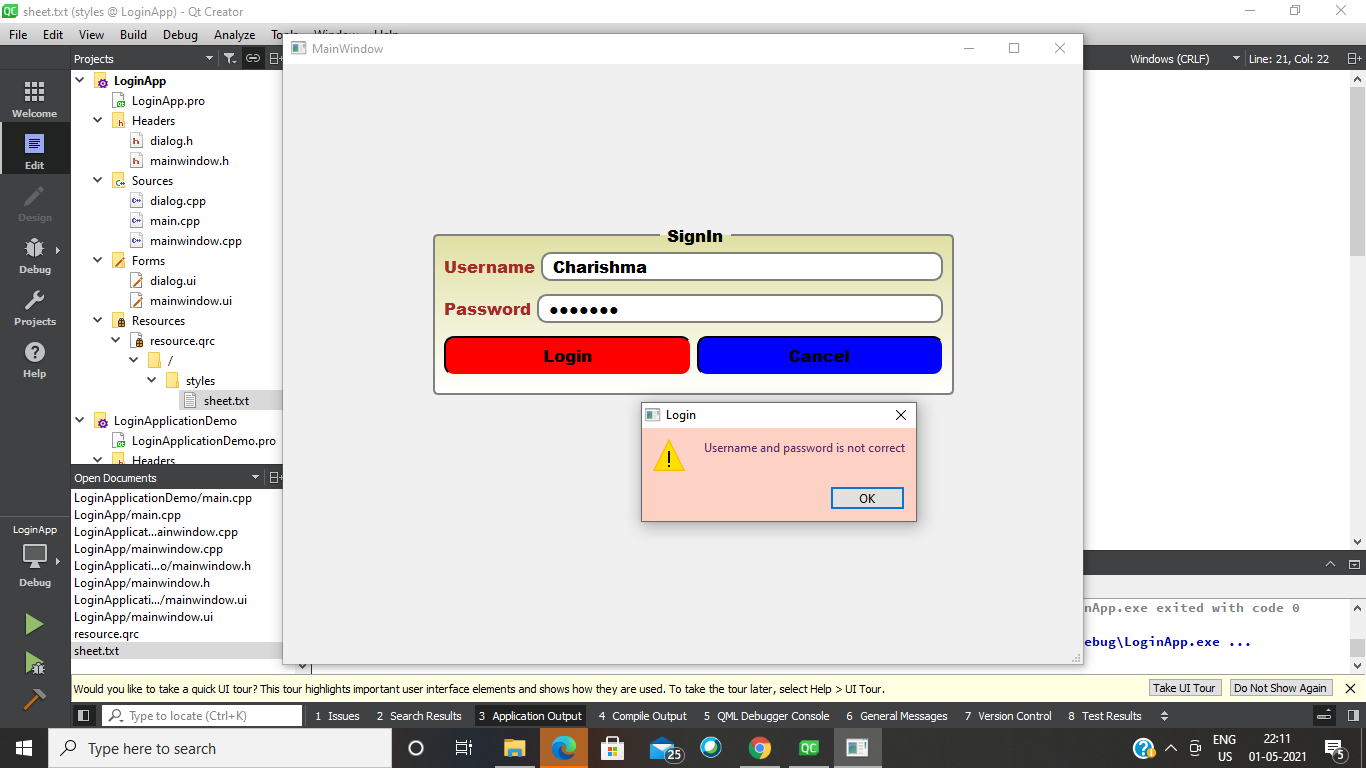 sheet.txt (styles @ LoginApp) - Qt Creator
File Edit View Build Debug Analyze
MainWindow
Projects
Windows (CRLF)
Line: 21, Col: 22
Welcome
Edit
Design
Debug
Projects
Help
LoginApp
LoginApp.pro
Headers
dialog.h
mainwindow.h
Sources
dialog.cpp
main.cpp
mainwindow.cpp
Forms
dialog.ui
mainwindow.ui
Resources
resource.qrc
/
styles
sheet.txt
LoginApplicationDemo
LoginApplicationDemo.pro
Headers
SignIn
Username Charishma
Password ●●●●●●●
Login Cancel
Login
Username and password is not correct
OK
Open Documents
LoginApplicationDemo/main.cpp
LoginApp/main.cpp
LoginApplicat...ainwindow.cpp
LoginApp/mainwindow.cpp
LoginApplicati...o/mainwindow.h
LoginApp/mainwindow.h
LoginApplicati.../mainwindow.ui
LoginApp/mainwindow.ui
resource.qrc
sheet.txt
LoginApp
Debug
nApp.exe exited with code 0
ebug\LoginApp.exe ...
Would you like to take a quick UI tour? This tour highlights important user interface elements and shows how they are used. To take the tour later, select Help > UI Tour.
Take UI Tour
Do Not Show Again
Type to locate (Ctrl+K)
1 Issues 2 Search Results 3 Application Output 4 Compile Output 5 QML Debugger Console 6 General Messages 7 Version Control 8 Test Results
Type here to search
25
QC
ENG
US
22:11
01-05-2021
5